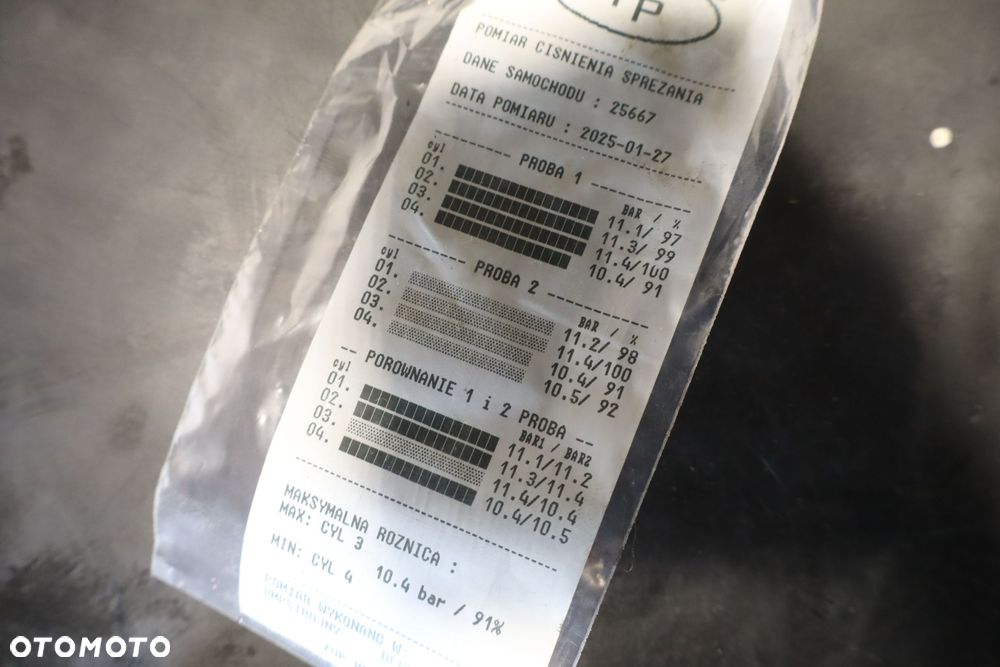 TP
POMIAR CISNIENIA SPREZANIA
DANE SAMOCHODU : 25667
DATA POMIARU : 2025-01-27
PROBA 1
cyl BAR / %
01. 11.1/ 97
02. 11.3/ 99
03. 11.4/100
04. 10.4/ 91
PROBA 2
cyl BAR / %
01. 11.2/ 98
02. 11.4/100
03. 10.4/ 91
04. 10.5/ 92
-- POROWNANIE 1 i 2 PROBA --
cyl BAR1 / BAR2
01. 11.1/11.2
02. 11.3/11.4
03. 11.4/10.4
04. 10.4/10.5
MAKSYMALNA ROZNICA :
MAX: CYL 3
MIN: CYL 4 10.4 bar / 91%
POMIAR WYKONANO
OTOMOTO